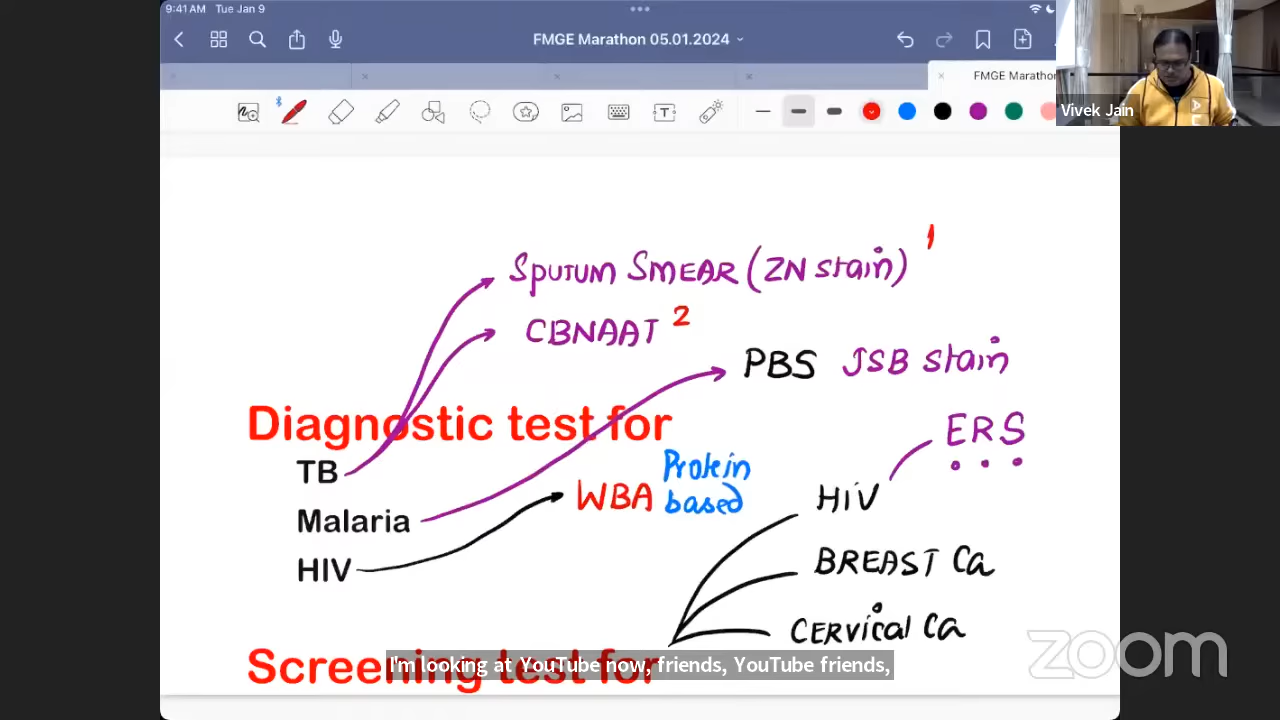 9:41 AM Tue Jan 9
FMGE Marathon 05.01.2024
FMGE Marathon
Vivek Jain
1
SPUTUM SMEAR (ZN stain)
CBNAAT 2
PBS JSB stain
Diagnostic test for
ERS
TB
Protein
WBA based
HIV
Malaria
HIV
BREAST Ca
CERVICAL Ca
Screening test for
I'm looking at YouTube now, friends, YouTube friends,
zoom